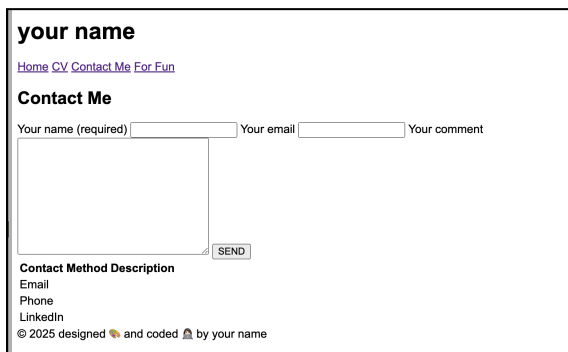 your name
Home CV Contact Me For Fun
Contact Me
Your name (required) Your email Your comment
SEND
Contact Method Description
Email
Phone
LinkedIn
© 2025 designed 🎨 and coded 👩🏻‍💻 by your name